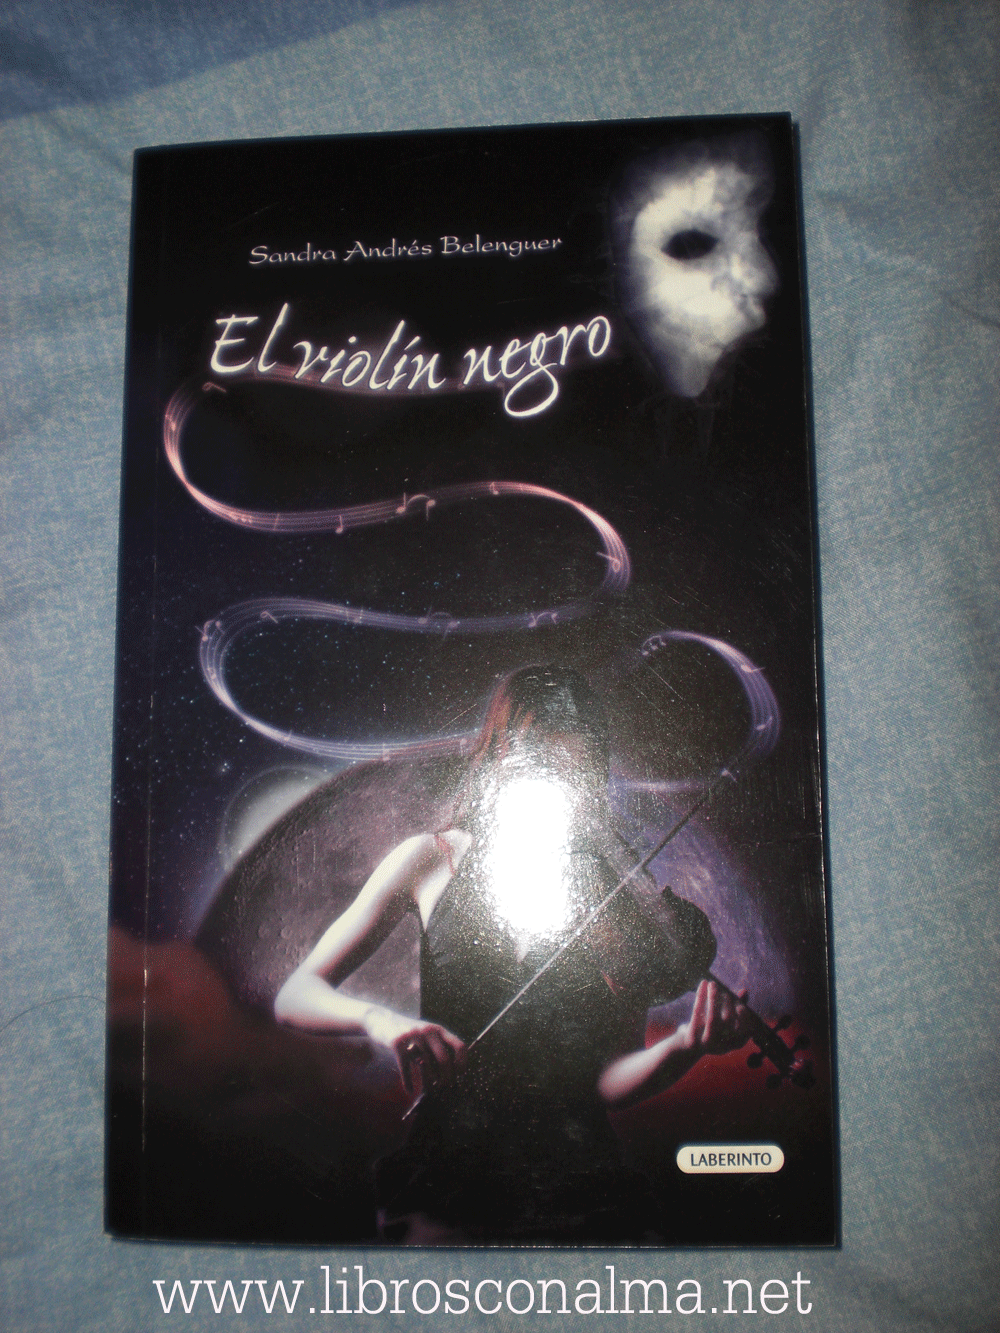 Sandra Andrés Belenguer
El violín negro
LABERINTO
www.librosconalma.net